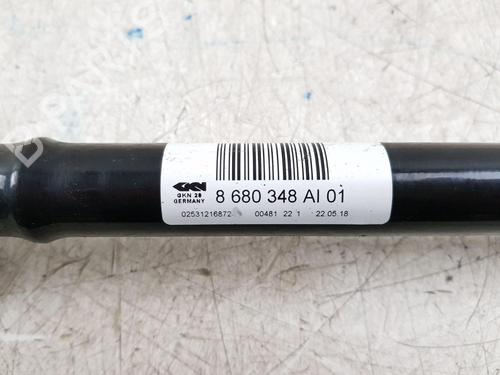 GKN
8 680 348 AI 01
GKN 28
GERMANY
02531216872 00481 22 1 22.05.18